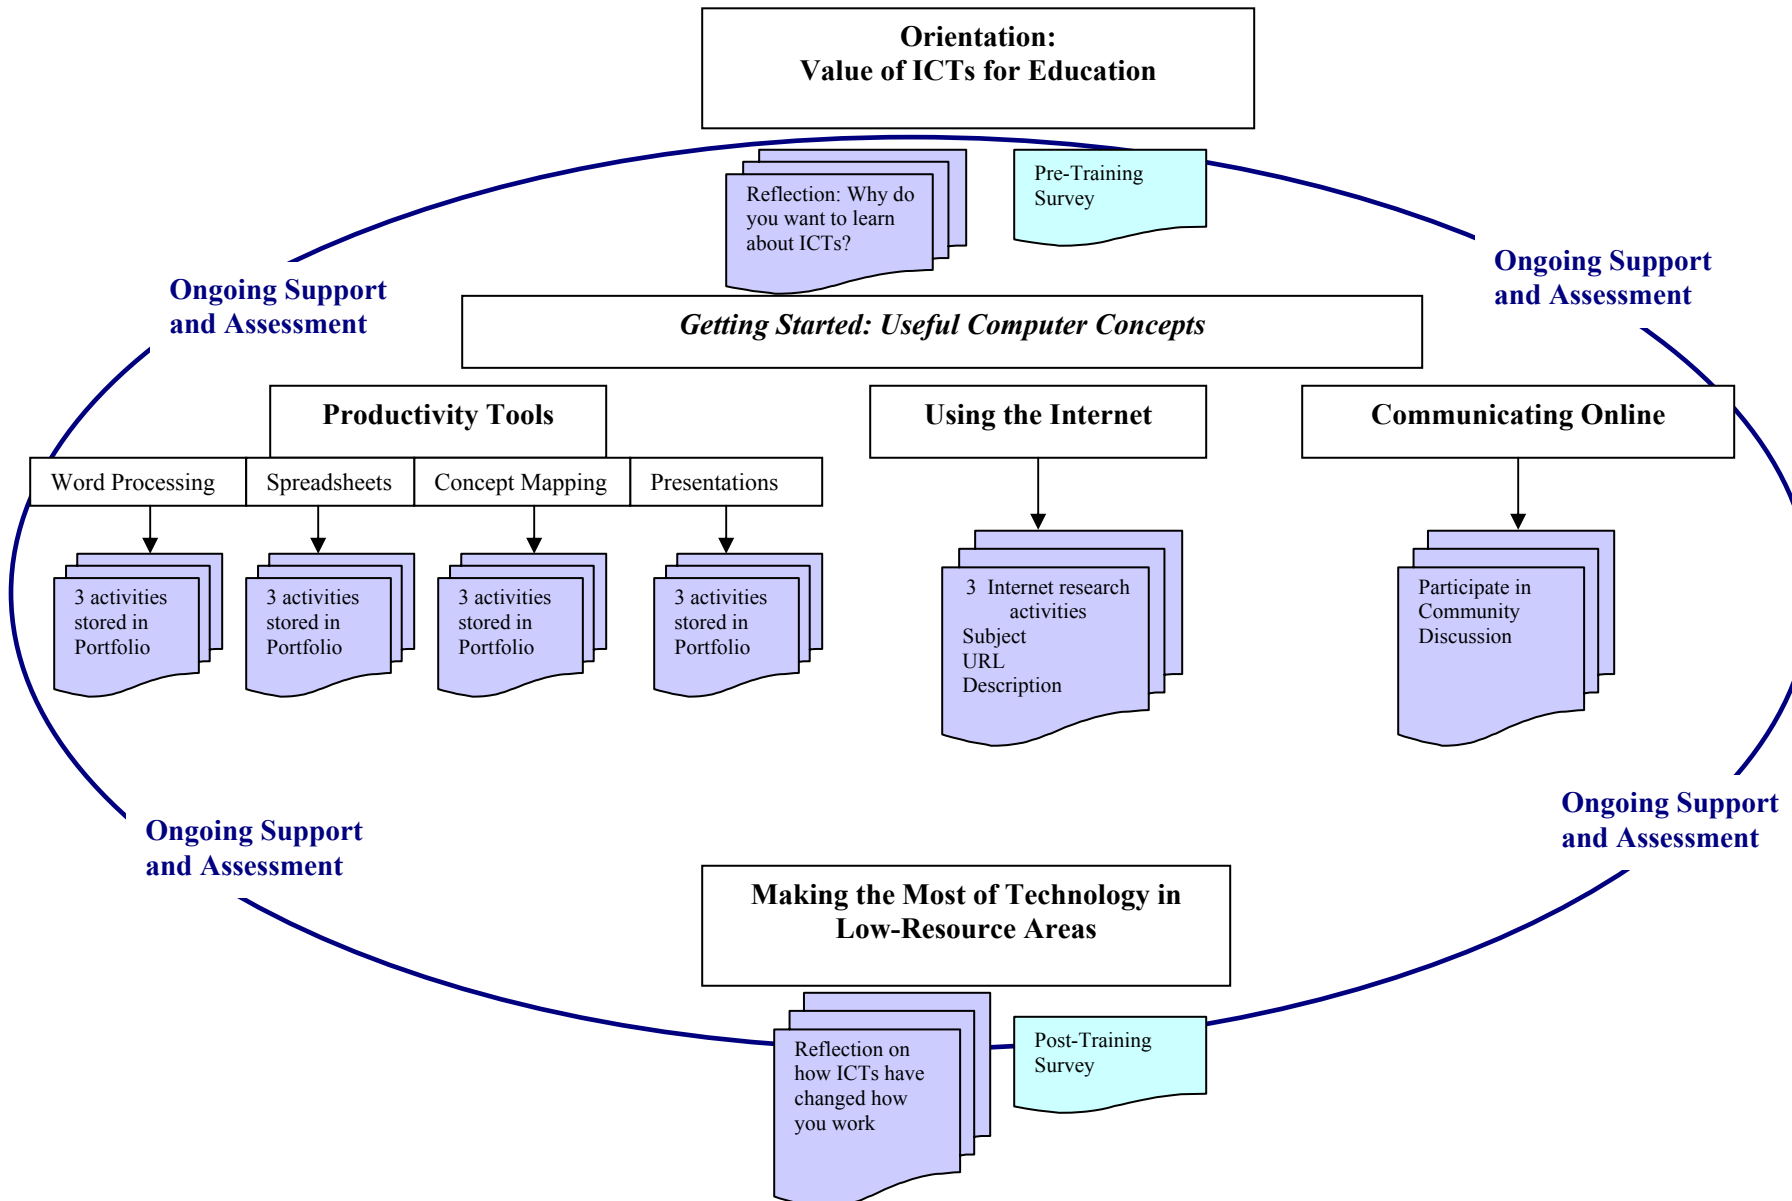 Orientation:
Value of ICTs for Education
Reflection: Why do
you want to learn
about ICTs?
Pre-Training
Survey
Ongoing Support
and Assessment
Ongoing Support
and Assessment
Getting Started: Useful Computer Concepts
Productivity Tools
Using the Internet
Communicating Online
Word Processing
Spreadsheets
Concept Mapping
Presentations
3 activities
stored in
Portfolio
3 activities
stored in
Portfolio
3 activities
stored in
Portfolio
3 activities
stored in
Portfolio
3 Internet research
activities
Subject
URL
Description
Participate in
Community
Discussion
Ongoing Support
and Assessment
Ongoing Support
and Assessment
Making the Most of Technology in
Low-Resource Areas
Reflection on
how ICTs have
changed how
you work
Post-Training
Survey